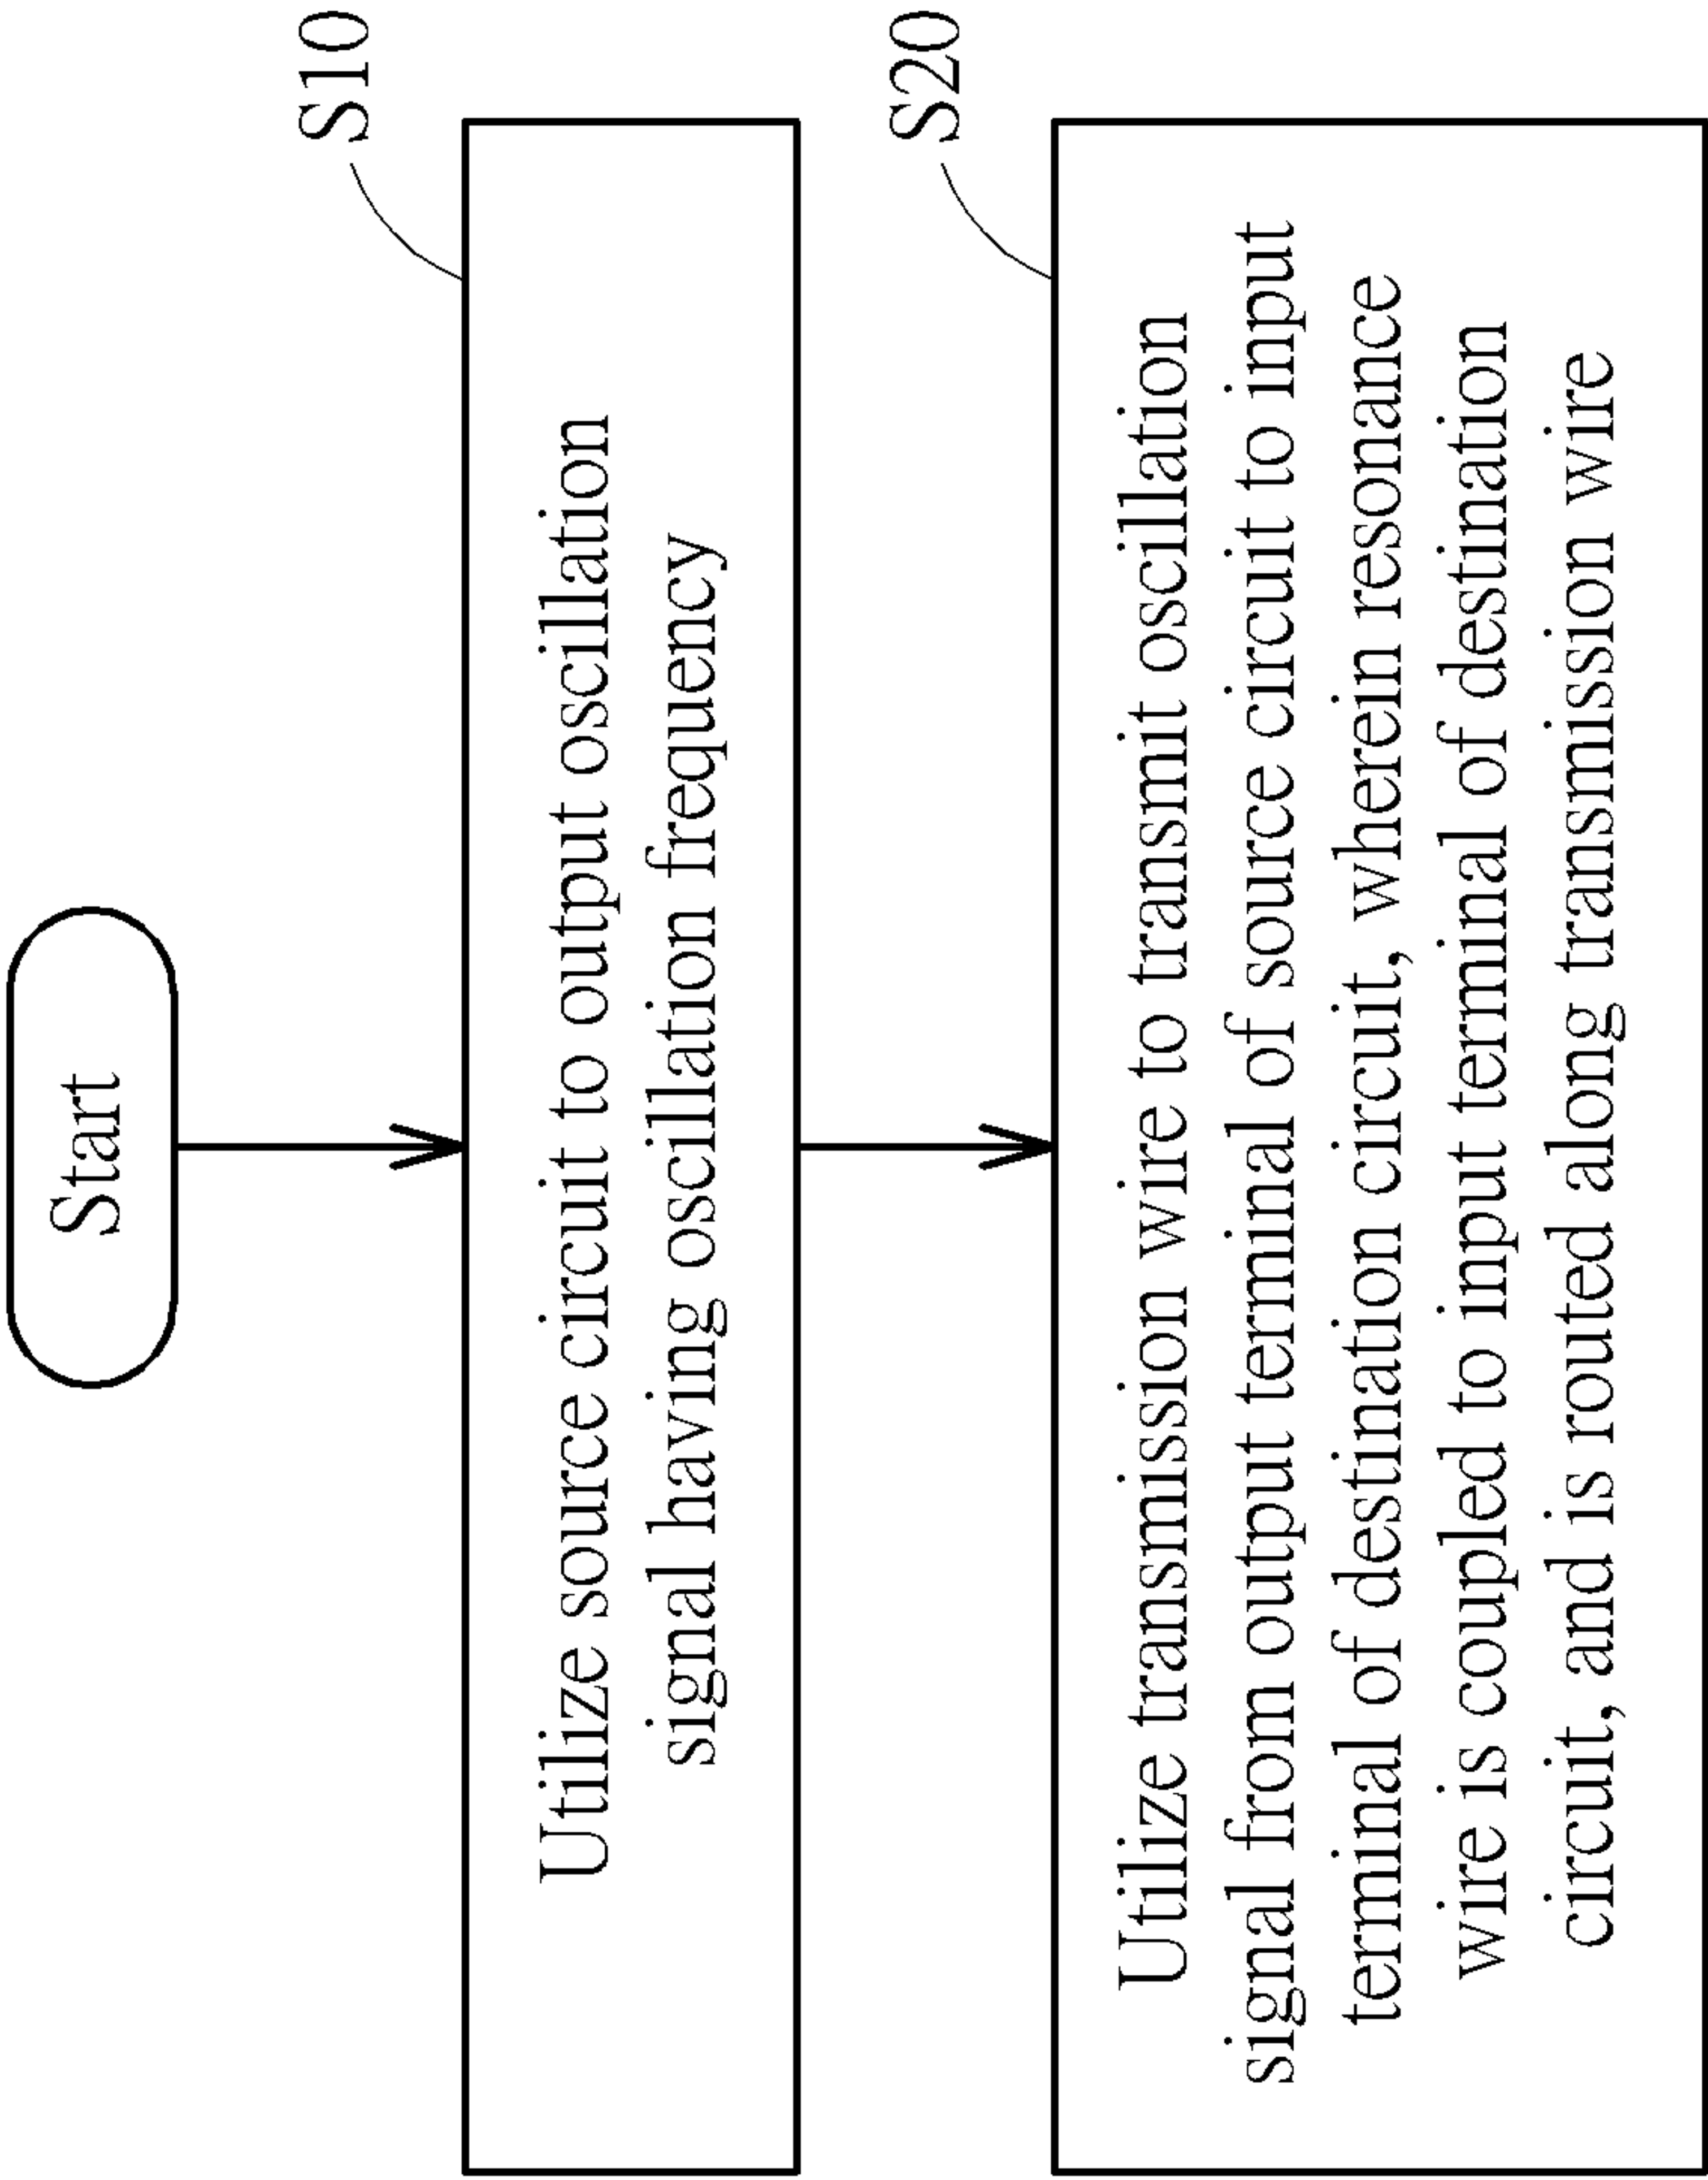 Start
S10
Utilize source circuit to output oscillation
signal having oscillation frequency
S20
Utilize transmission wire to transmit oscillation
signal from output terminal of source circuit to input
terminal of destination circuit, wherein resonance
wire is coupled to input terminal of destination
circuit, and is routed along transmission wire